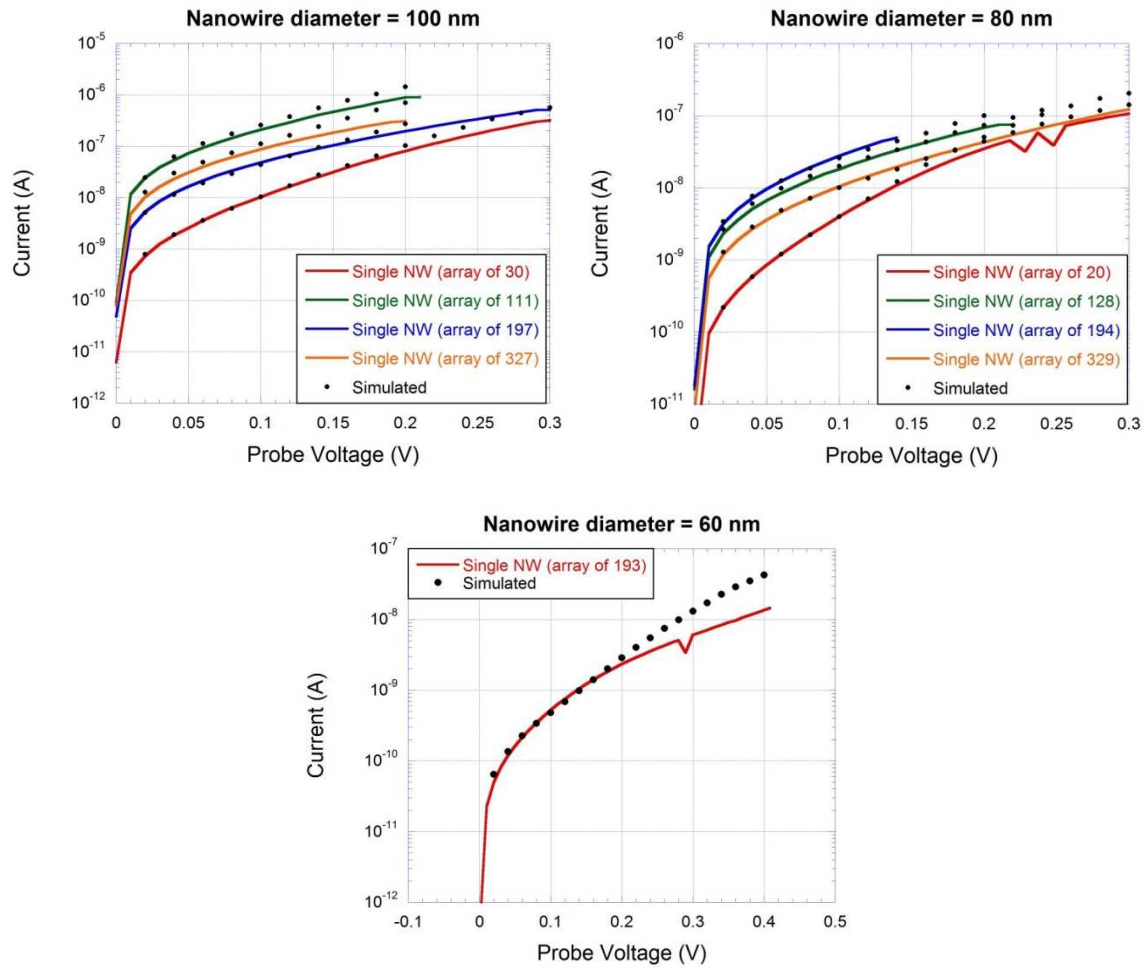 Nanowire diameter = 100 nm
Current (A)
10-5
10-6
10-7
10-8
10-9
10-10
10-11
10-12
Single NW (array of 30)
Single NW (array of 111)
Single NW (array of 197)
Single NW (array of 327)
Simulated
0 0.05 0.1 0.15 0.2 0.25 0.3
Probe Voltage (V)
Nanowire diameter = 80 nm
Current (A)
10-6
10-7
10-8
10-9
10-10
10-11
Single NW (array of 20)
Single NW (array of 128)
Single NW (array of 194)
Single NW (array of 329)
Simulated
0 0.05 0.1 0.15 0.2 0.25 0.3
Probe Voltage (V)
Nanowire diameter = 60 nm
Current (A)
10-7
10-8
10-9
10-10
10-11
10-12
Single NW (array of 193)
Simulated
-0.1 0 0.1 0.2 0.3 0.4 0.5
Probe Voltage (V)